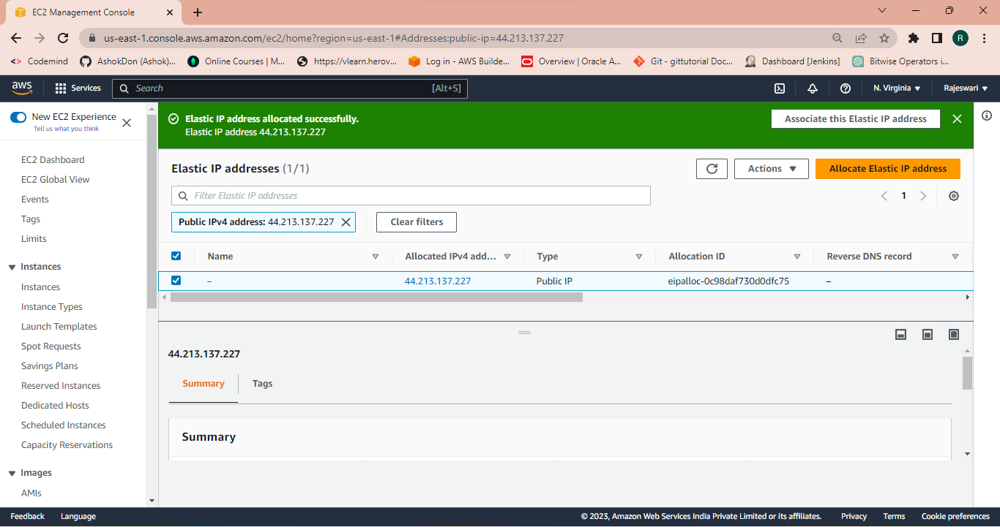 EC2 Management Console
us-east-1.console.aws.amazon.com/ec2/home?region=us-east-1#Addresses:public-ip=44.213.137.227
R
Codemind
AshokDon (Ashok)...
Online Courses | M...
https://vlearn.herov...
Log in - AWS Builde...
Overview | Oracle A...
Git - gittutorial Doc...
Dashboard [Jenkins]
Bitwise Operators i...
aws
Services
Search
[Alt+S]
N. Virginia
Rajeswari
New EC2 Experience
Tell us what you think
EC2 Dashboard
EC2 Global View
Events
Tags
Limits
Instances
Instances
Instance Types
Launch Templates
Spot Requests
Savings Plans
Reserved Instances
Dedicated Hosts
Scheduled Instances
Capacity Reservations
Images
AMIs
Elastic IP address allocated successfully.
Elastic IP address 44.213.137.227
Associate this Elastic IP address
Elastic IP addresses (1/1)
Actions
Allocate Elastic IP address
Filter Elastic IP addresses
1
Public IPv4 address: 44.213.137.227
Clear filters
Name
Allocated IPv4 add...
Type
Allocation ID
Reverse DNS record
–
44.213.137.227
Public IP
eipalloc-0c98daf730d0dfc75
–
44.213.137.227
Summary
Tags
Summary
Feedback
Language
© 2023, Amazon Web Services India Private Limited or its affiliates.
Privacy
Terms
Cookie preferences